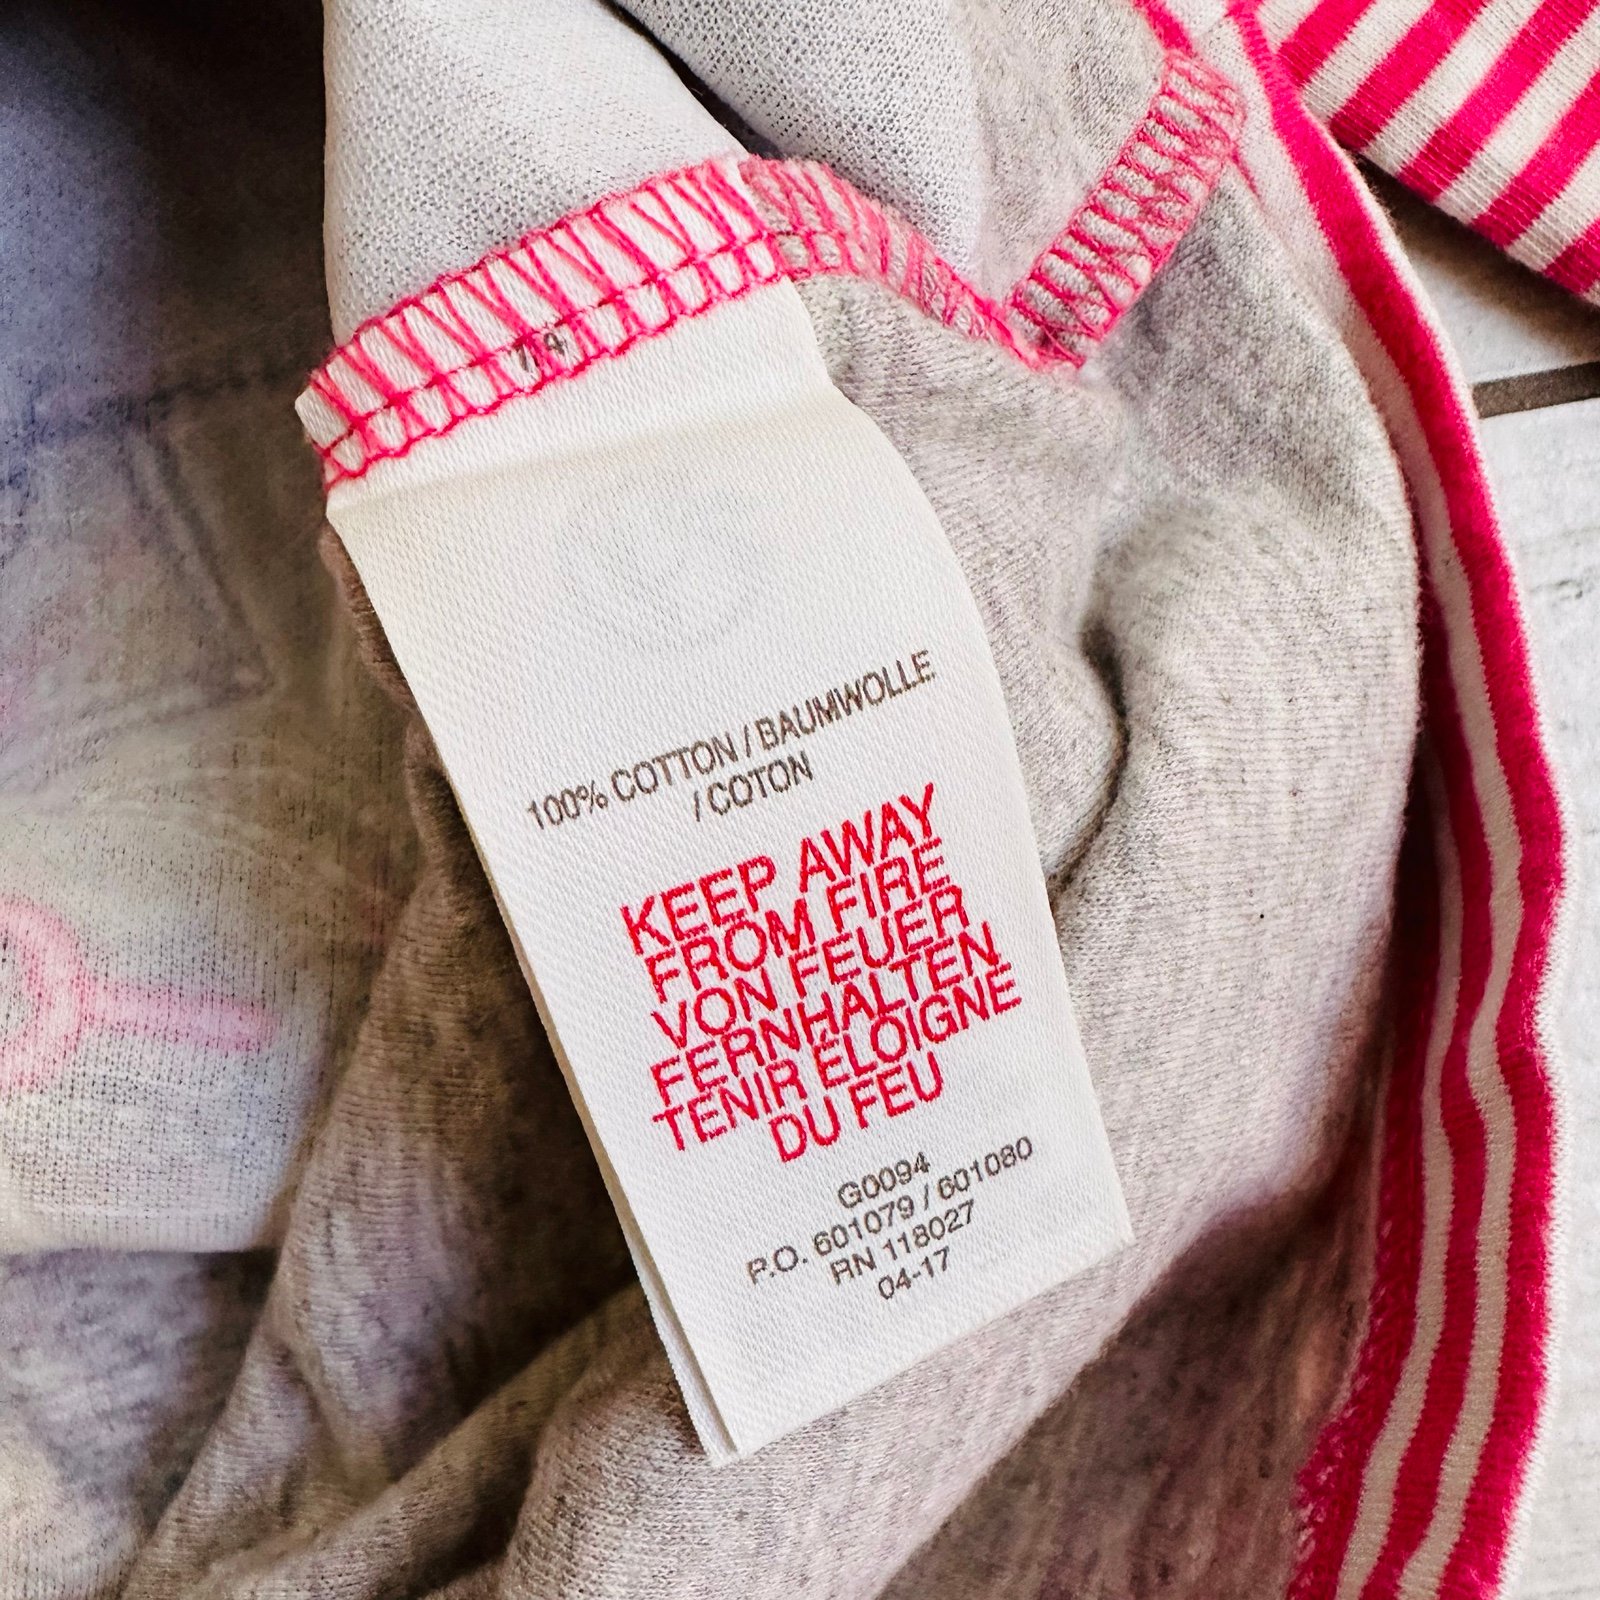 100% COTTON / BAUMWOLLE
/ COTON
KEEP AWAY
FROM FIRE
VON FEUER
FERNHALTEN
TENIR ÉLOIGNÉ
DU FEU
G0094
P.O. 601079 / 601080
RN 118027
04-17